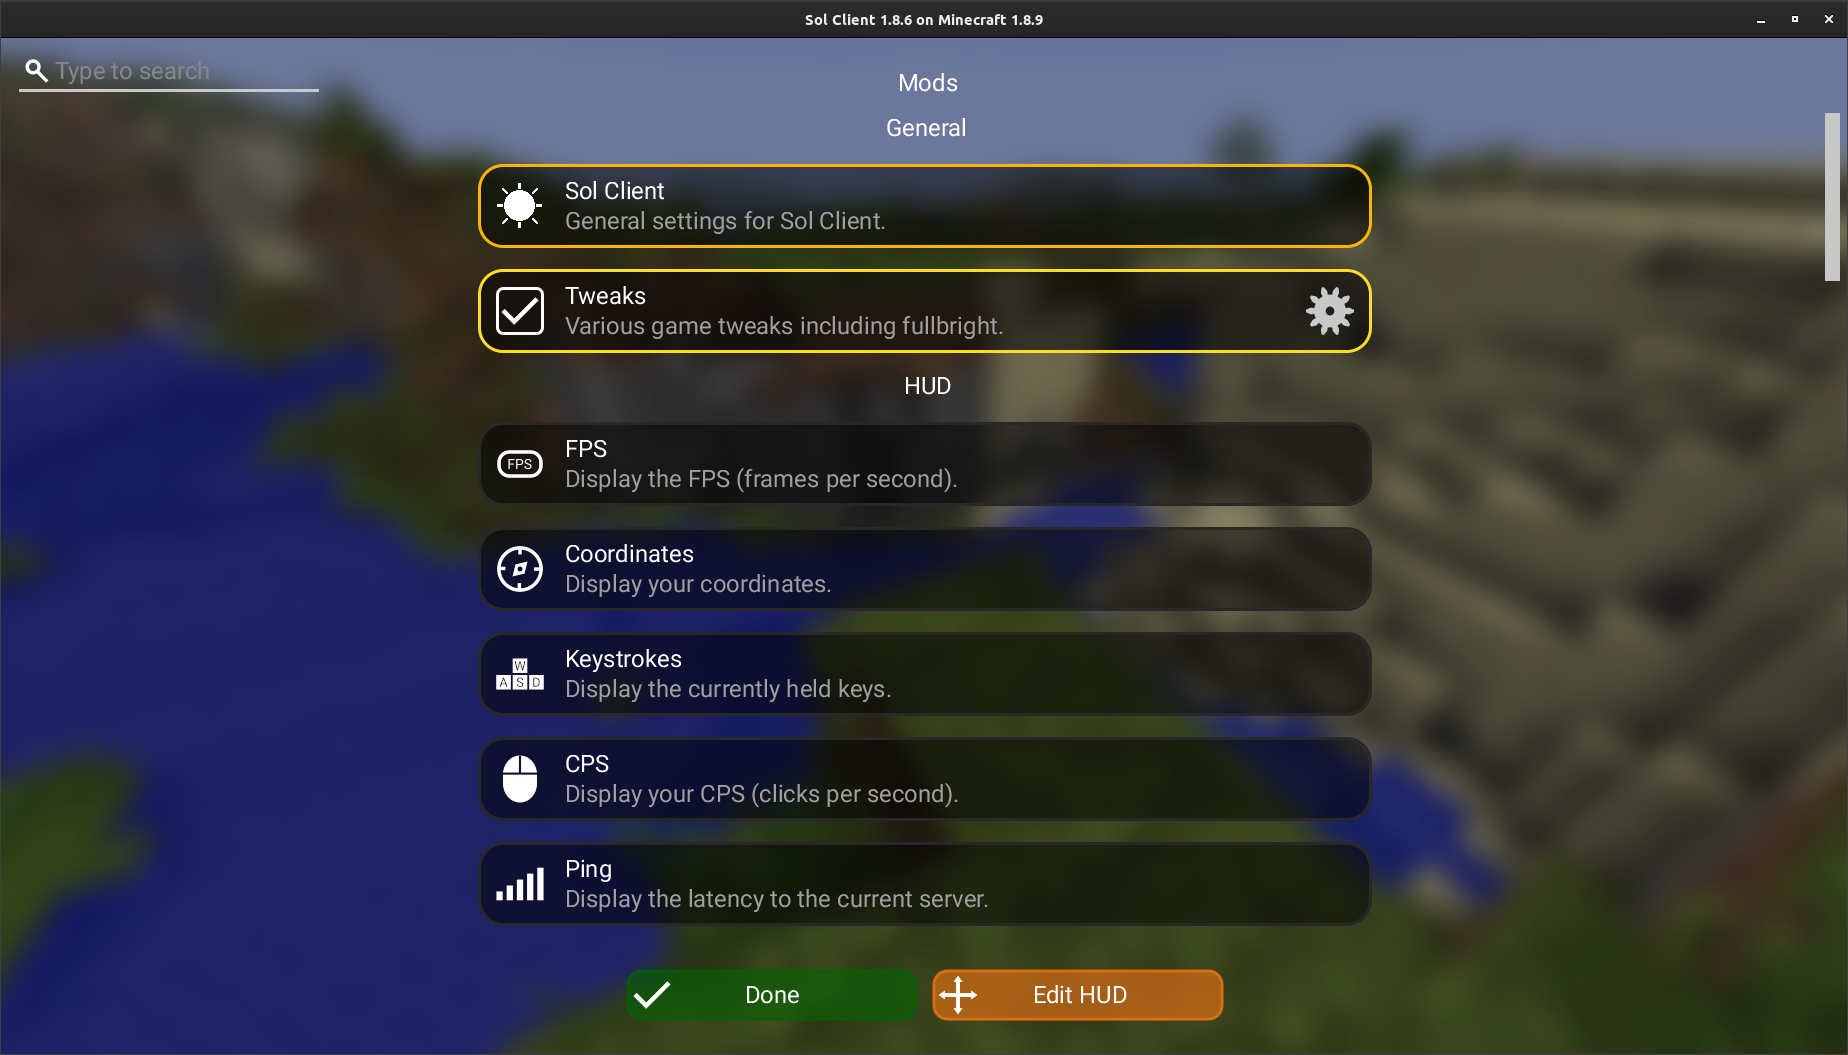 Sol Client 1.8.6 on Minecraft 1.8.9
Type to search
Mods
General
Sol Client
General settings for Sol Client.
Tweaks
Various game tweaks including fullbright.
HUD
FPS
FPS
Display the FPS (frames per second).
Coordinates
Display your coordinates.
W
A S D
Keystrokes
Display the currently held keys.
CPS
Display your CPS (clicks per second).
Ping
Display the latency to the current server.
Done
Edit HUD